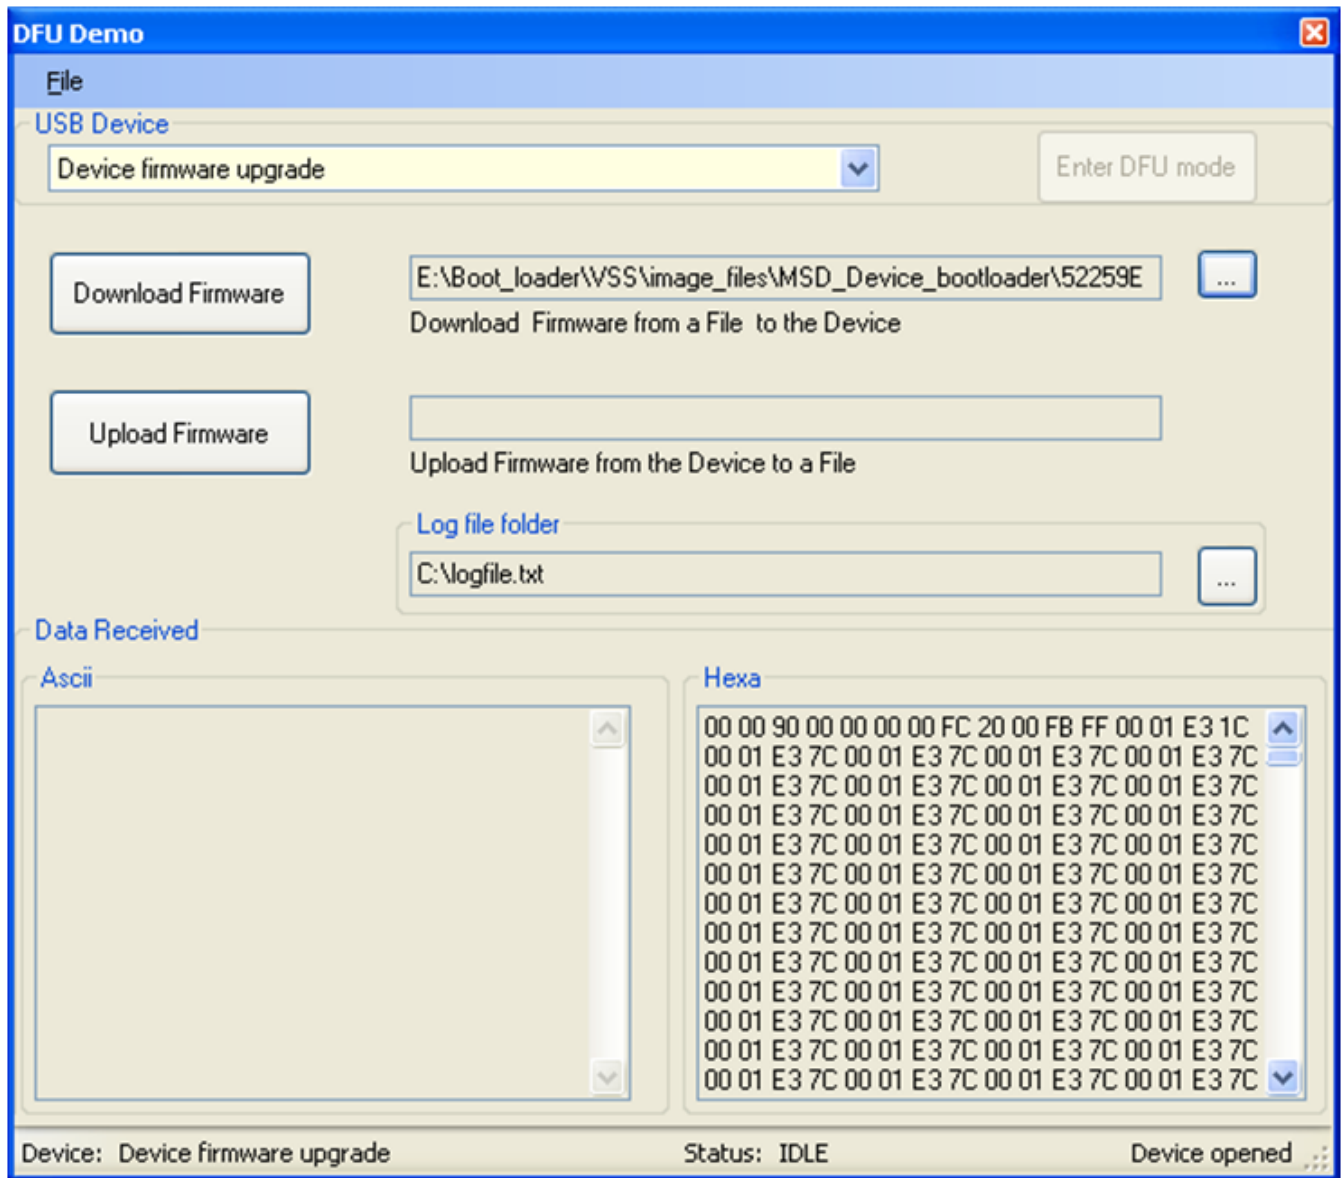 DFU Demo
File
USB Device
Device firmware upgrade
Enter DFU mode
Download Firmware
E:\Boot_loader\VSS\image_files\MSD_Device_bootloader\52259E
...
Download  Firmware from a File  to the Device
Upload Firmware
Upload Firmware from the Device to a File
Log file folder
C:\logfile.txt
...
Data Received
Ascii
Hexa
00 00 90 00 00 00 00 FC 20 00 FB FF 00 01 E3 1C
00 01 E3 7C 00 01 E3 7C 00 01 E3 7C 00 01 E3 7C
00 01 E3 7C 00 01 E3 7C 00 01 E3 7C 00 01 E3 7C
00 01 E3 7C 00 01 E3 7C 00 01 E3 7C 00 01 E3 7C
00 01 E3 7C 00 01 E3 7C 00 01 E3 7C 00 01 E3 7C
00 01 E3 7C 00 01 E3 7C 00 01 E3 7C 00 01 E3 7C
00 01 E3 7C 00 01 E3 7C 00 01 E3 7C 00 01 E3 7C
00 01 E3 7C 00 01 E3 7C 00 01 E3 7C 00 01 E3 7C
00 01 E3 7C 00 01 E3 7C 00 01 E3 7C 00 01 E3 7C
00 01 E3 7C 00 01 E3 7C 00 01 E3 7C 00 01 E3 7C
00 01 E3 7C 00 01 E3 7C 00 01 E3 7C 00 01 E3 7C
00 01 E3 7C 00 01 E3 7C 00 01 E3 7C 00 01 E3 7C
00 01 E3 7C 00 01 E3 7C 00 01 E3 7C 00 01 E3 7C
Device:  Device firmware upgrade
Status:  IDLE
Device opened